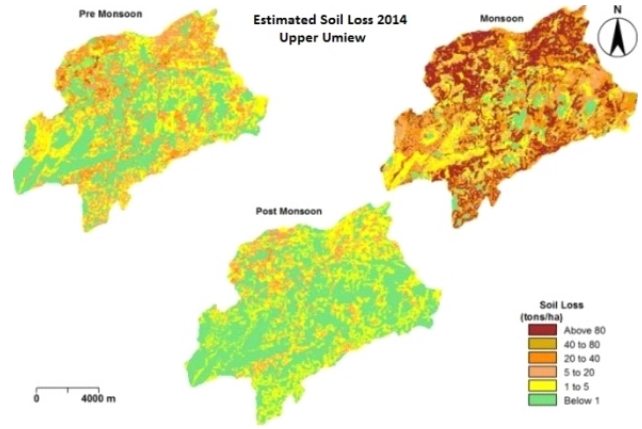 Estimated Soil Loss 2014
Upper Umiew
Pre Monsoon
Monsoon
N
Post Monsoon
Soil Loss
(tons/ha)
Above 80
40 to 80
20 to 40
5 to 20
1 to 5
Below 1
0 4000 m